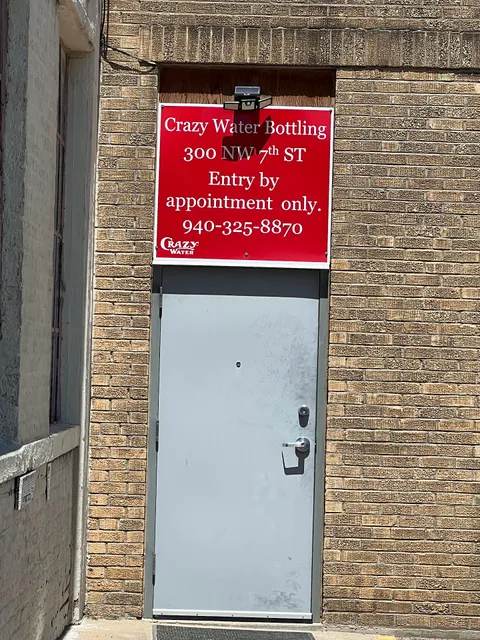 Crazy Water Bottling
300 NW 7th ST
Entry by
appointment only.
940-325-8870
CRAZY
WATER